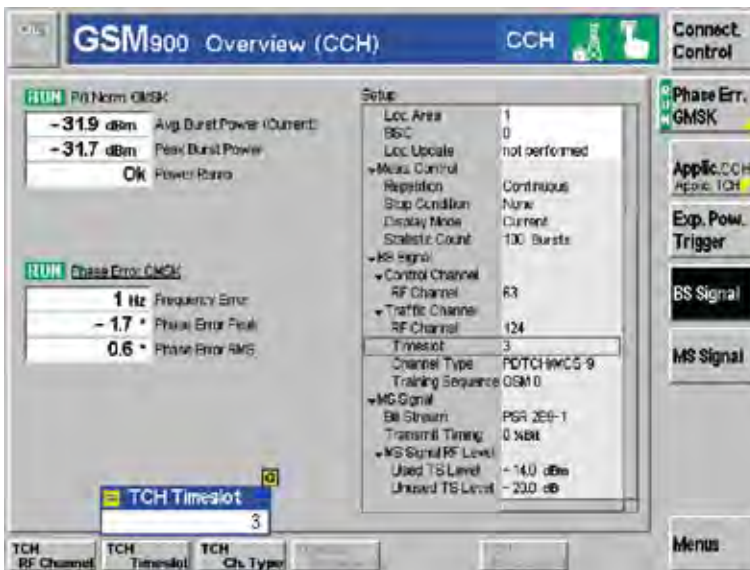 GSM900 Overview (CCH)
CCH
Connect. Control
RUN P/t Norm. GMSK
-31.9 dBm Avg. Burst Power (Current)
-31.7 dBm Peak Burst Power
Ok Power Ramp
RUN Phase Error GMSK
1 Hz Frequency Error
-1.7 ° Phase Error Peak
0.6 ° Phase Error RMS
Setup
Loc. Area 1
BSIC 0
Loc. Update not performed
Meas. Control
Repetition Continuous
Stop Condition None
Display Mode Current
Statistic Count 100 Bursts
BS Signal
Control Channel
RF Channel 63
Traffic Channel
RF Channel 124
Timeslot 3
Channel Type PDTCH MCS-9
Training Sequence GSM 0
MS Signal
Bit Stream PSR 2E9-1
Transmit Timing 0 ¼Bit
MS Signal RF Level
Used TS Level -14.0 dBm
Unused TS Level -20.0 dB
RUN
Phase Err. GMSK
Applic. CCH
Applic. TCH
Exp. Pow. Trigger
BS Signal
MS Signal
Menus
TCH Timeslot
3
TCH RF Channel
TCH Timeslot
TCH Ch. Type